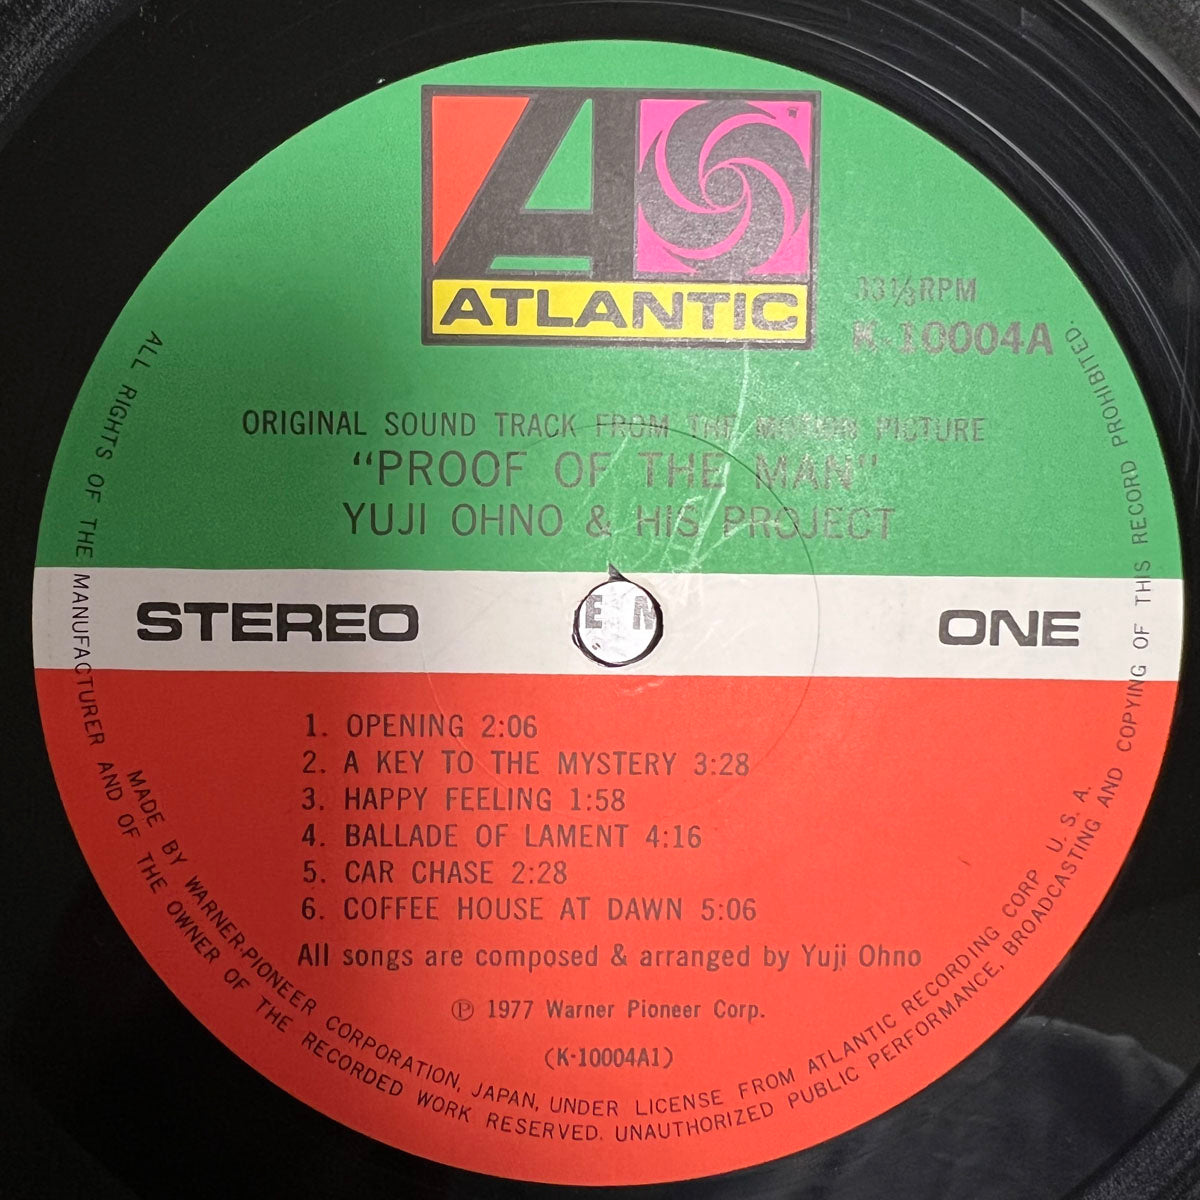 ATLANTIC
33⅓RPM
K-10004A
ORIGINAL SOUND TRACK FROM THE MOTION PICTURE
"PROOF OF THE MAN"
YUJI OHNO & HIS PROJECT
STEREO
ONE
1. OPENING 2:06
2. A KEY TO THE MYSTERY 3:28
3. HAPPY FEELING 1:58
4. BALLADE OF LAMENT 4:16
5. CAR CHASE 2:28
6. COFFEE HOUSE AT DAWN 5:06
All songs are composed & arranged by Yuji Ohno
Ⓟ 1977 Warner Pioneer Corp.
(K-10004A1)
MADE BY WARNER-PIONEER CORPORATION, JAPAN, UNDER LICENSE FROM ATLANTIC RECORDING CORP. U. S. A.
ALL RIGHTS OF THE MANUFACTURER AND OF THE OWNER OF THE RECORDED WORK RESERVED. UNAUTHORIZED PUBLIC PERFORMANCE, BROADCASTING AND COPYING OF THIS RECORD PROHIBITED.